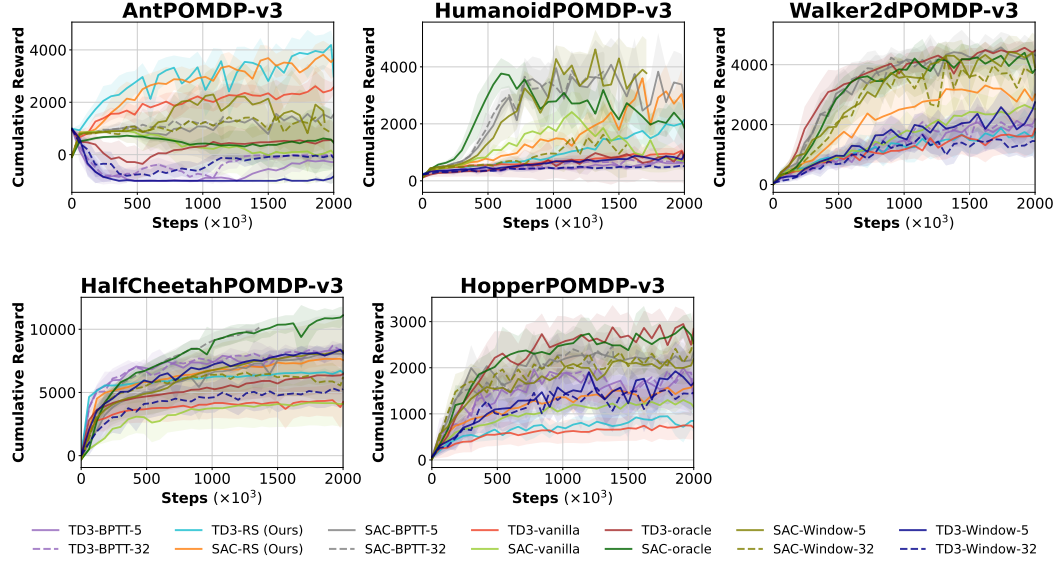 AntPOMDP-v3
Cumulative Reward
4000
2000
0
0 500 1000 1500 2000
Steps (×10³)
HumanoidPOMDP-v3
Cumulative Reward
4000
2000
0
0 500 1000 1500 2000
Steps (×10³)
Walker2dPOMDP-v3
Cumulative Reward
4000
2000
0
0 500 1000 1500 2000
Steps (×10³)
HalfCheetahPOMDP-v3
Cumulative Reward
10000
5000
0
0 500 1000 1500 2000
Steps (×10³)
HopperPOMDP-v3
Cumulative Reward
3000
2000
1000
0
0 500 1000 1500 2000
Steps (×10³)
TD3-BPTT-5 TD3-RS (Ours) SAC-BPTT-5 TD3-vanilla TD3-oracle SAC-Window-5 TD3-Window-5
TD3-BPTT-32 SAC-RS (Ours) SAC-BPTT-32 SAC-vanilla SAC-oracle SAC-Window-32 TD3-Window-32